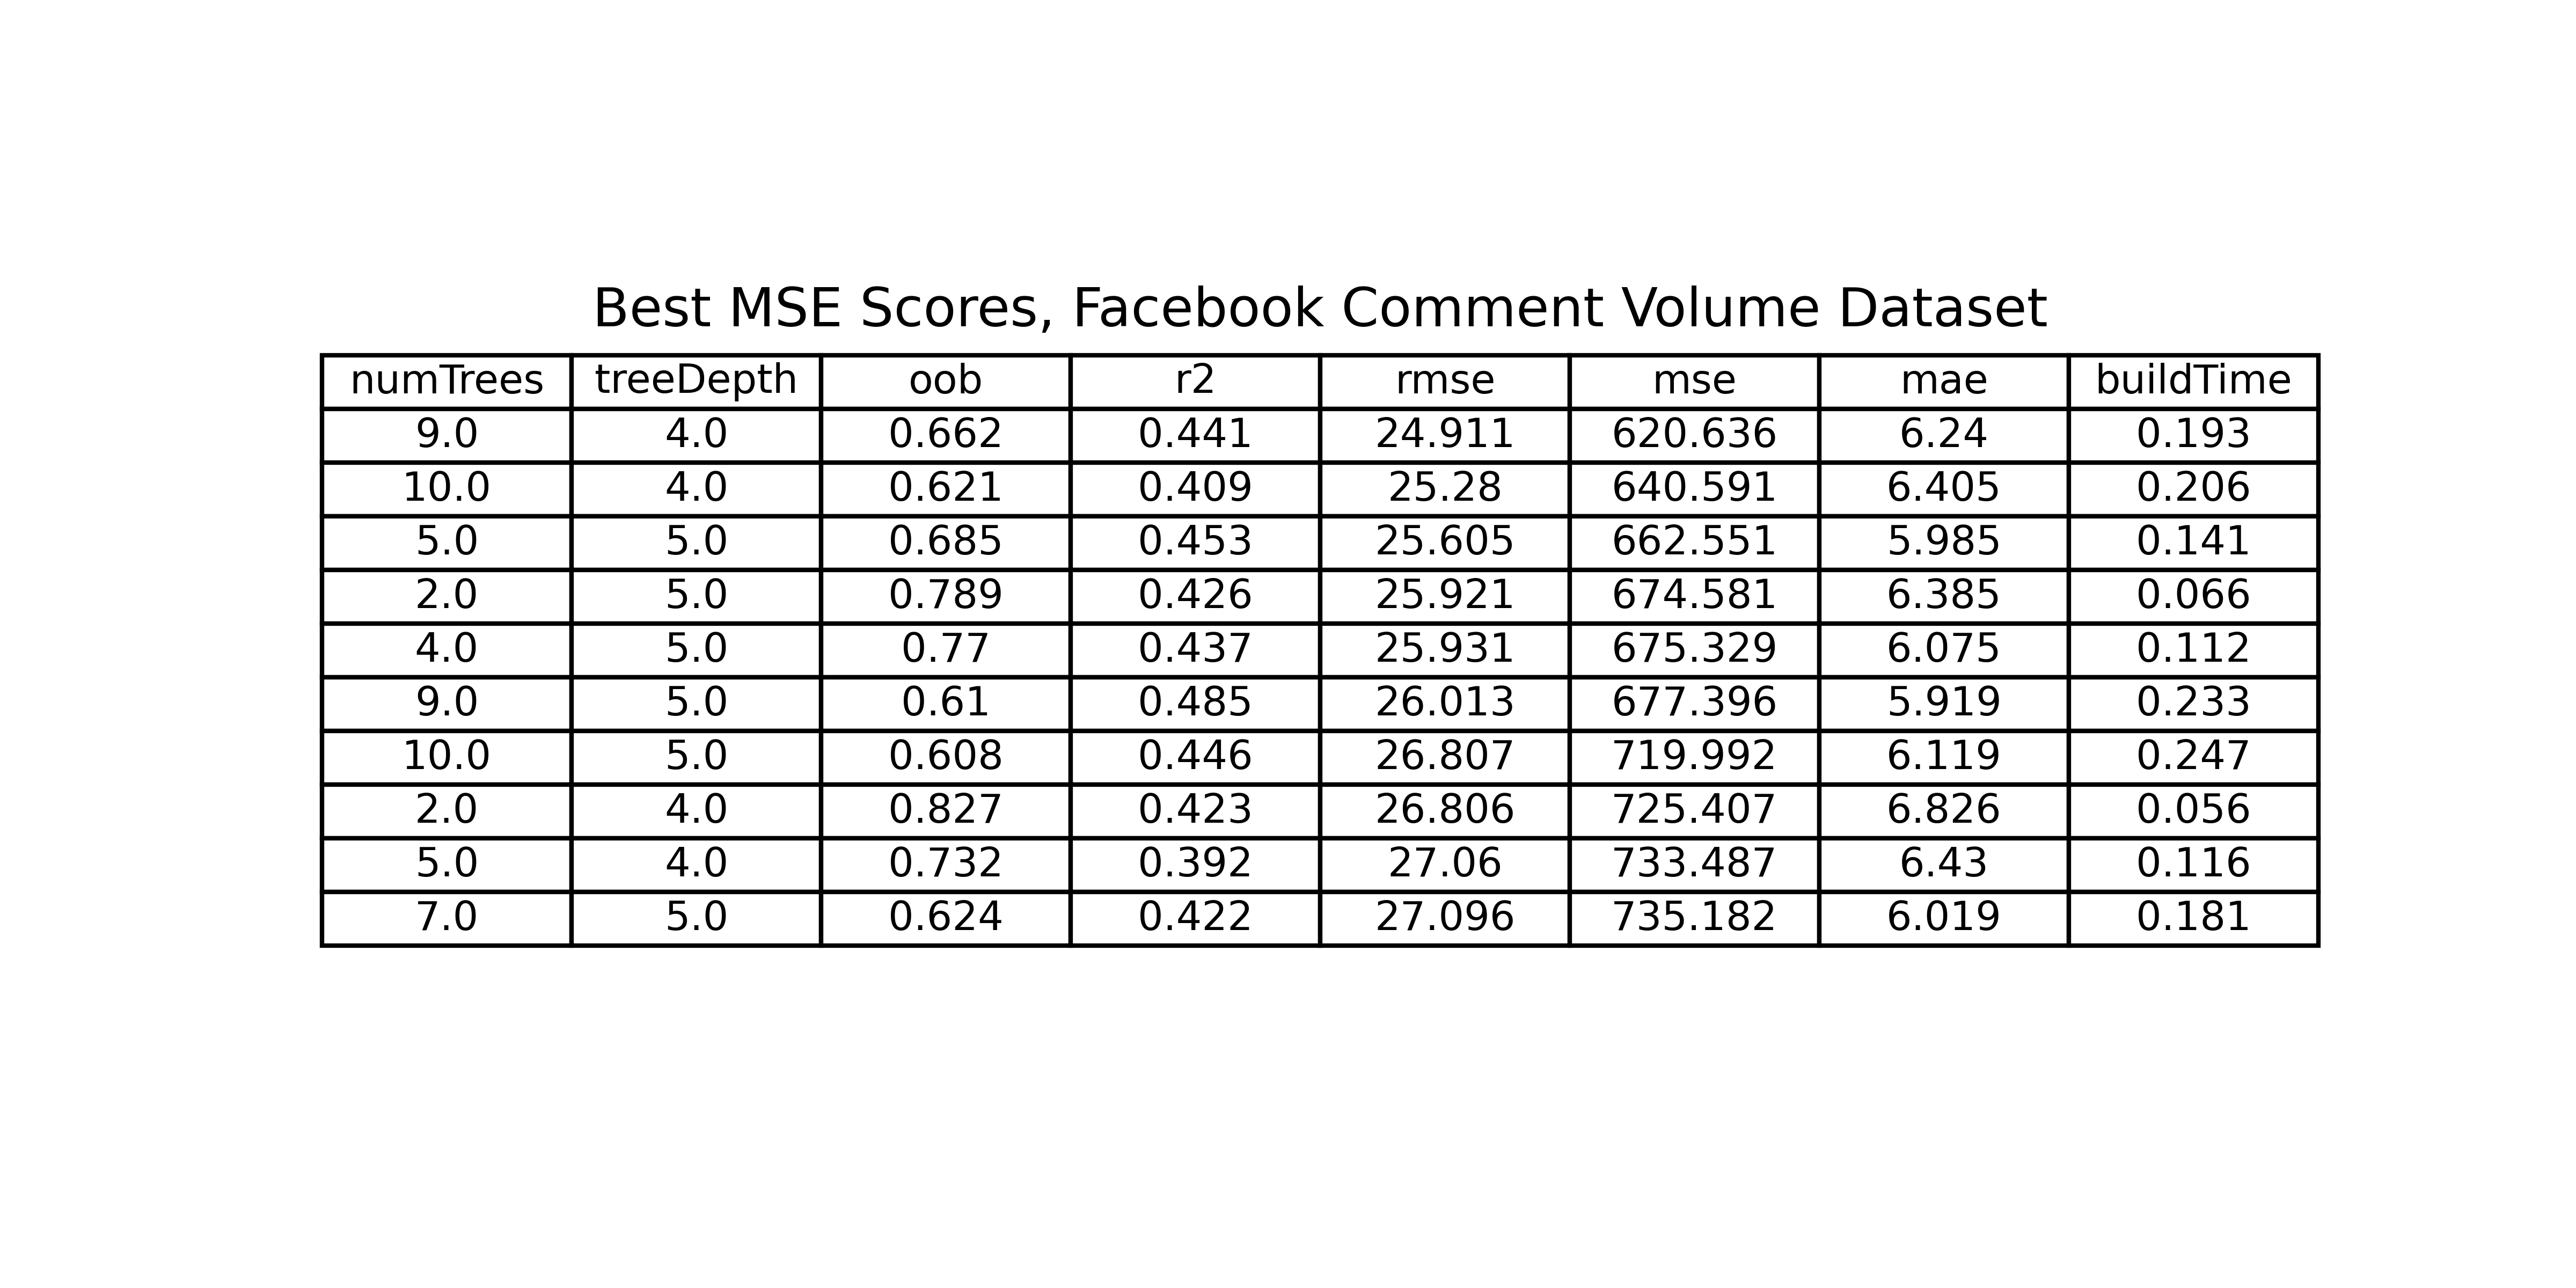 Best MSE Scores, Facebook Comment Volume Dataset
numTrees treeDepth oob r2 rmse mse mae buildTime
9.0 4.0 0.662 0.441 24.911 620.636 6.24 0.193
10.0 4.0 0.621 0.409 25.28 640.591 6.405 0.206
5.0 5.0 0.685 0.453 25.605 662.551 5.985 0.141
2.0 5.0 0.789 0.426 25.921 674.581 6.385 0.066
4.0 5.0 0.77 0.437 25.931 675.329 6.075 0.112
9.0 5.0 0.61 0.485 26.013 677.396 5.919 0.233
10.0 5.0 0.608 0.446 26.807 719.992 6.119 0.247
2.0 4.0 0.827 0.423 26.806 725.407 6.826 0.056
5.0 4.0 0.732 0.392 27.06 733.487 6.43 0.116
7.0 5.0 0.624 0.422 27.096 735.182 6.019 0.181